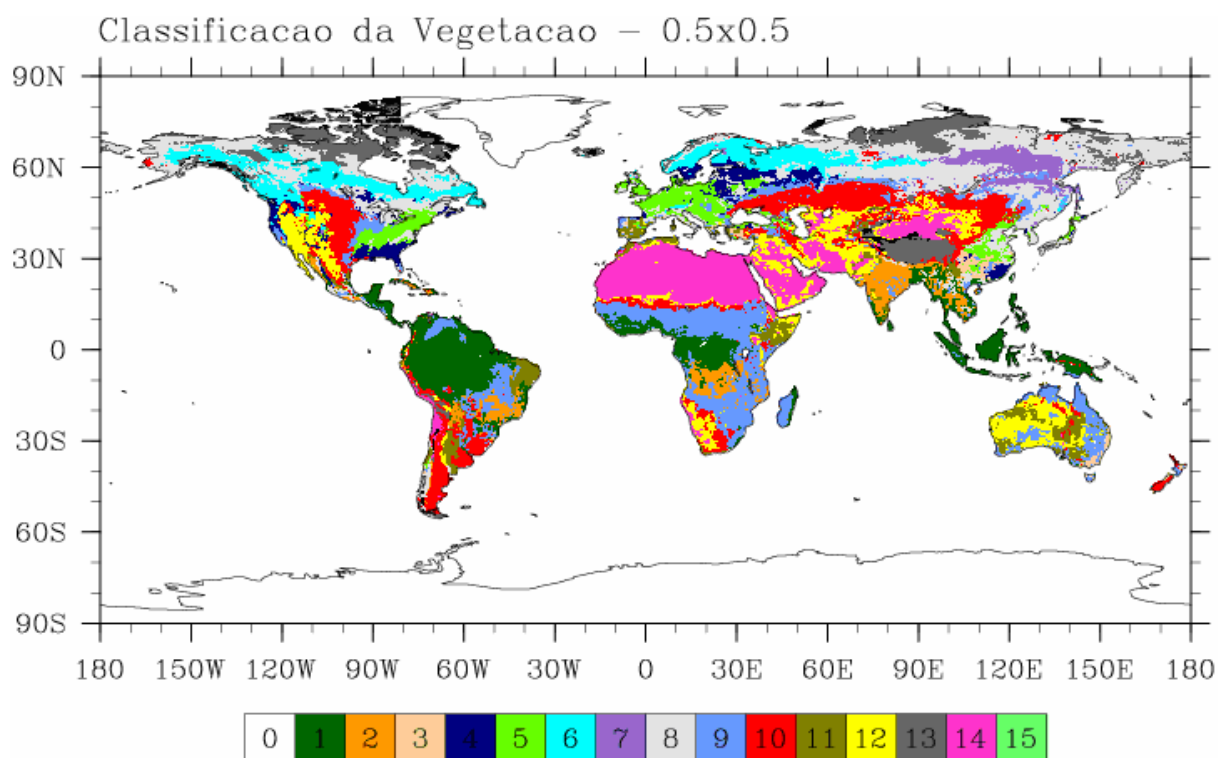 Classificacao da Vegetacao – 0.5x0.5
90N
60N
30N
0
30S
60S
90S
180 150W 120W 90W 60W 30W 0 30E 60E 90E 120E 150E 180
0 1 2 3 4 5 6 7 8 9 10 11 12 13 14 15